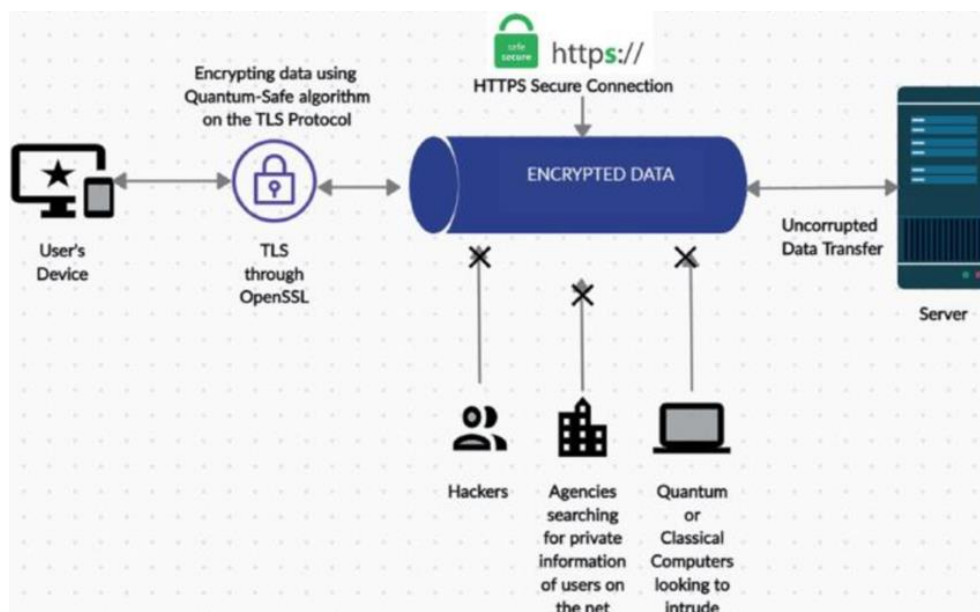 safe
secure
https://
HTTPS Secure Connection
Encrypting data using
Quantum-Safe algorithm
on the TLS Protocol
ENCRYPTED DATA
User's
Device
TLS
through
OpenSSL
Uncorrupted
Data Transfer
Server
Hackers
Agencies
searching
for private
information
of users on
the net
Quantum
or
Classical
Computers
looking to
intrude